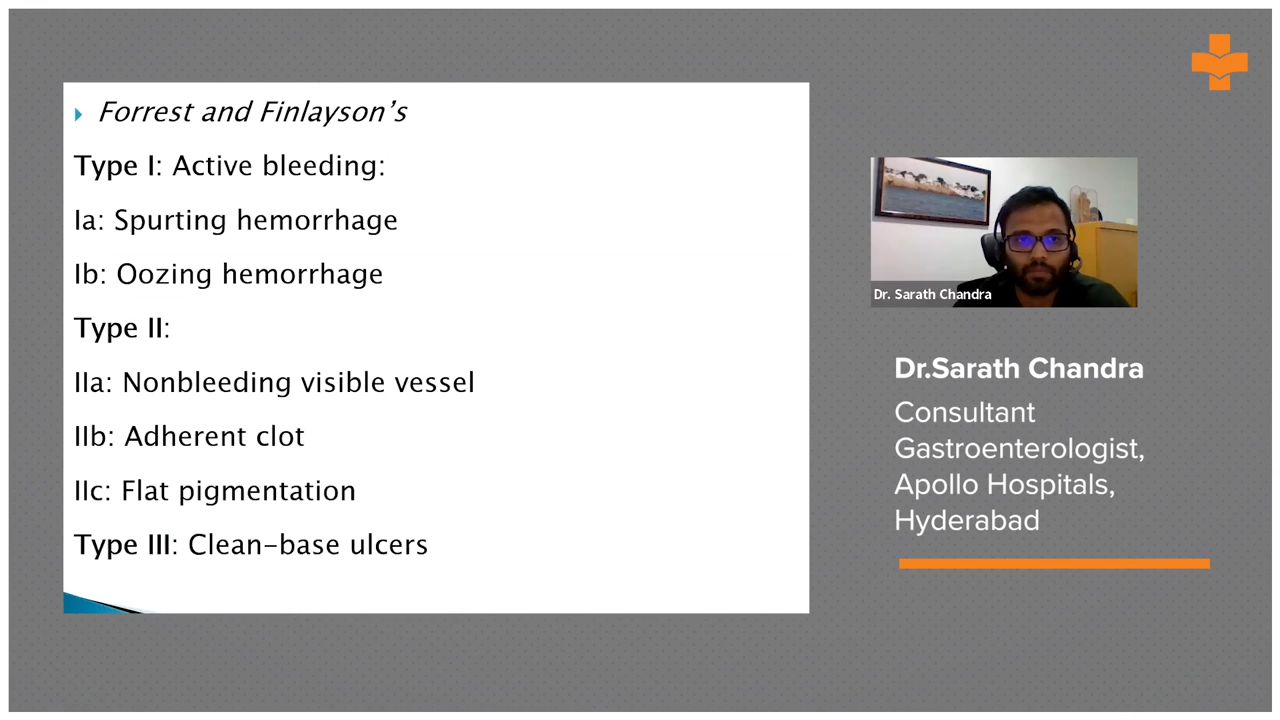 Forrest and Finlayson's
Type I: Active bleeding:
Ia: Spurting hemorrhage
Ib: Oozing hemorrhage
Type II:
IIa: Nonbleeding visible vessel
IIb: Adherent clot
IIc: Flat pigmentation
Type III: Clean-base ulcers
Dr. Sarath Chandra
Dr.Sarath Chandra
Consultant
Gastroenterologist,
Apollo Hospitals,
Hyderabad